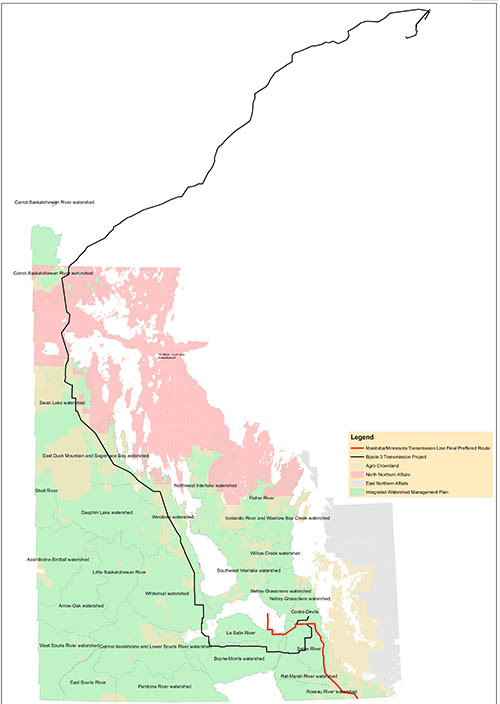 Carrot-Saskatchewan River watershed
Carrot-Saskatchewan River watershed
Swan Lake watershed
East Duck Mountain and Sagemace Bay watershed
Northwest Interlake watershed
Shell River
Fisher River
Dauphin Lake watershed
Westlake watershed
Icelandic River and Washow Bay Creek watershed
Willow Creek watershed
Assiniboine-Birdtail watershed
Little Saskatchewan River
Southwest Interlake watershed
Whitemud watershed
Netley-Grassmere watershed
Netley-Grassmere watershed
Arrow-Oak watershed
Cooks-Devils
La Salle River
West Souris River watershed
Central Assiniboine and Lower Souris River watershed
Seine River
Boyne-Morris watershed
Rat-Marsh River watershed
East Souris River
Pembina River watershed
Roseau River watershed
Legend
Manitoba/Minnesota Transmission Line Final Preffered Route
Bipole 3 Transmission Project
Agro Crownland
North Northern Affairs
East Northern Affairs
Integrated Watershed Management Plan